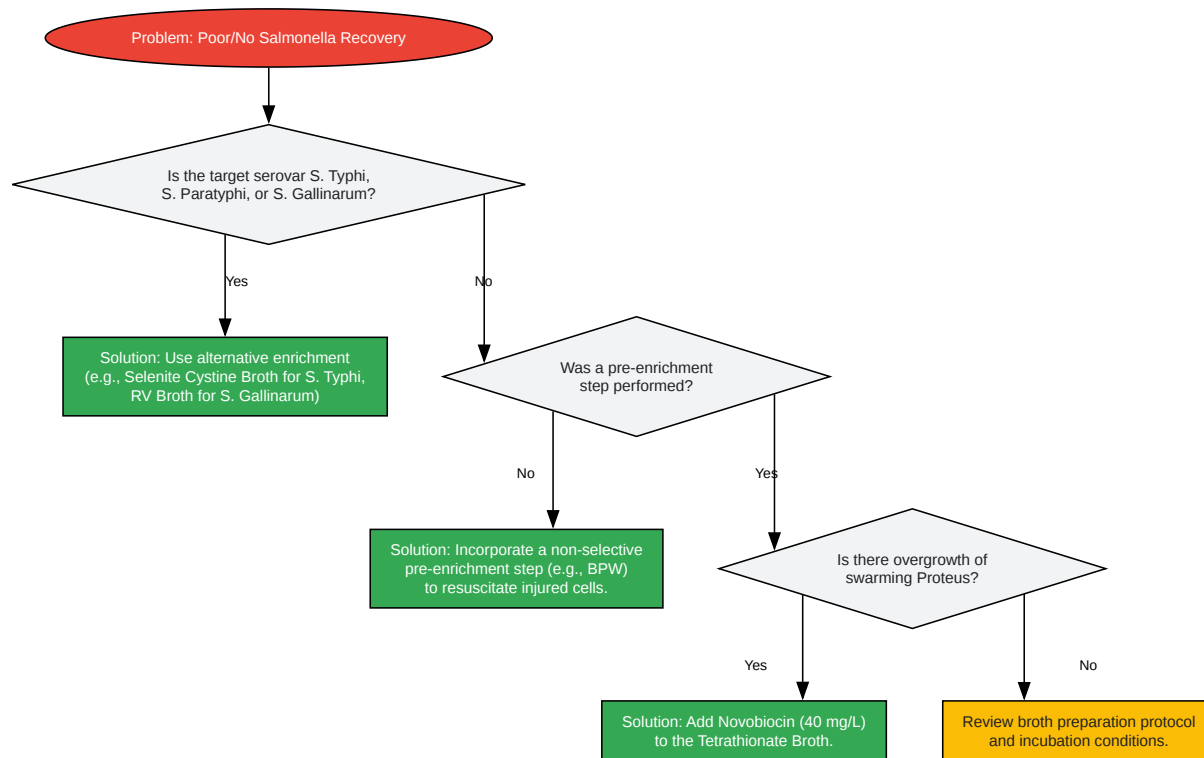 Problem: Poor/No Salmonella Recovery
Is the target serovar S. Typhi,
S. Paratyphi, or S. Gallinarum?
Yes
No
Solution: Use alternative enrichment
(e.g., Selenite Cystine Broth for S. Typhi,
RV Broth for S. Gallinarum)
Was a pre-enrichment
step performed?
No
Yes
Solution: Incorporate a non-selective
pre-enrichment step (e.g., BPW)
to resuscitate injured cells.
Is there overgrowth of
swarming Proteus?
Yes
No
Solution: Add Novobiocin (40 mg/L)
to the Tetrathionate Broth.
Review broth preparation protocol
and incubation conditions.